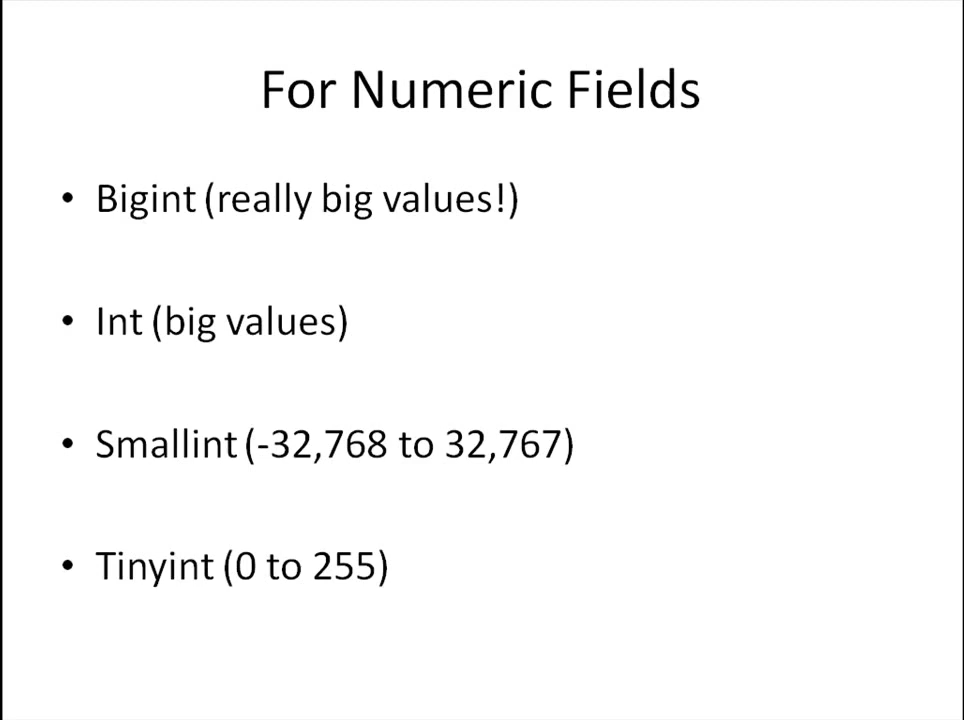 For Numeric Fields
• Bigint (really big values!)
• Int (big values)
• Smallint (-32,768 to 32,767)
• Tinyint (0 to 255)